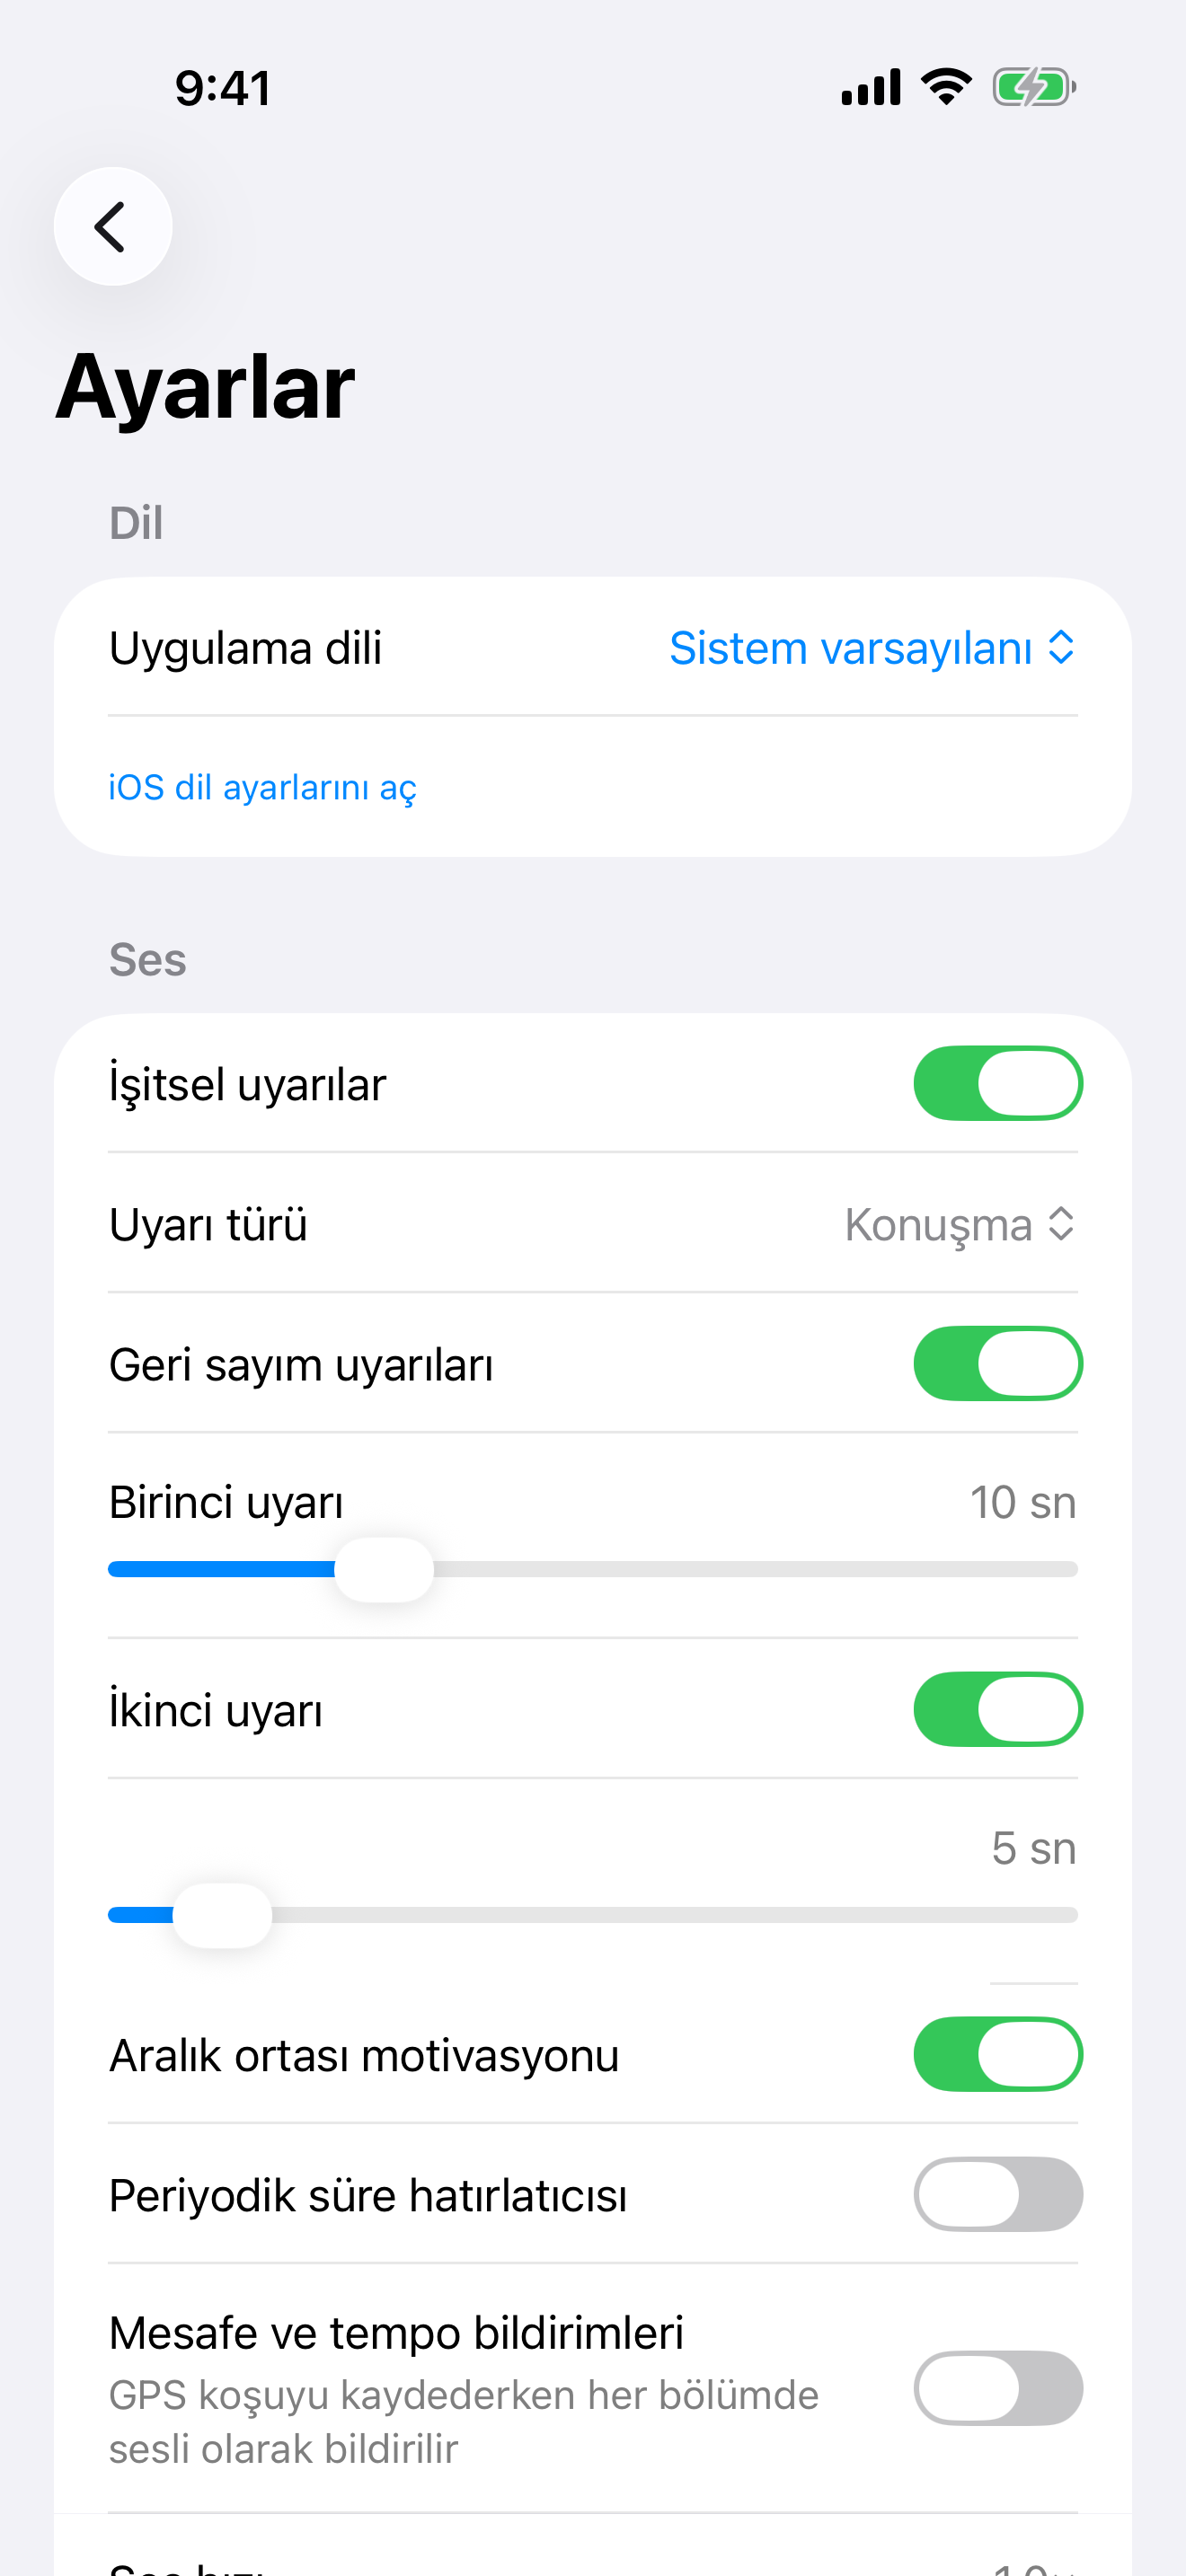 9:41
Ayarlar
Dil
Uygulama dili
Sistem varsayılanı
iOS dil ayarlarını aç
Ses
İşitsel uyarılar
Uyarı türü
Konuşma
Geri sayım uyarıları
Birinci uyarı
10 sn
İkinci uyarı
5 sn
Aralık ortası motivasyonu
Periyodik süre hatırlatıcısı
Mesafe ve tempo bildirimleri
GPS koşuyu kaydederken her bölümde
sesli olarak bildirilir